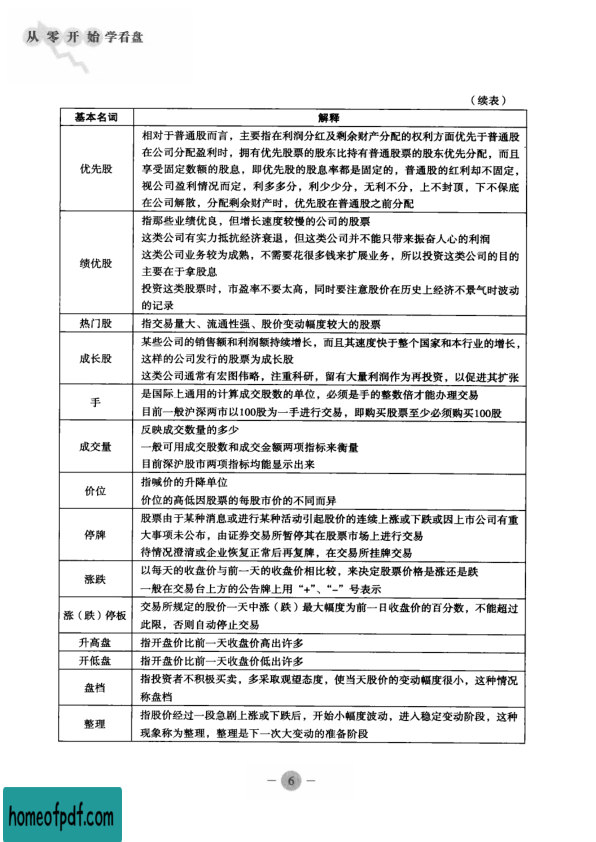 从零开始学看盘
（续表）
基本名词 解释
优先股
相对于普通股而言，主要指在利润分红及剩余财产分配的权利方面优先于普通股
在公司分配盈利时，拥有优先股票的股东比持有普通股票的股东优先分配，而且
享受固定数额的股息，即优先股的股息率都是固定的，普通股的红利却不固定，
视公司盈利情况而定，利多多分，利少少分，无利不分，上不封顶，下不保底
在公司解散，分配剩余财产时，优先股在普通股之前分配
绩优股
指那些业绩优良，但增长速度较慢的公司的股票
这类公司有实力抵抗经济衰退，但这类公司并不能只带来振奋人心的利润
这类公司业务较为成熟，不需要花很多钱来扩展业务，所以投资这类公司的目的
主要在于拿股息
投资这类股票时，市盈率不要太高，同时要注意股价在历史上经济不景气时波动
的记录
热门股 指交易量大、流通性强、股价变动幅度较大的股票
成长股
某些公司的销售额和利润额持续增长，而且其速度快于整个国家和本行业的增长，
这样的公司发行的股票为成长股
这类公司通常有宏图伟略，注重科研，留有大量利润作为再投资，以促进其扩张
手
是国际上通用的计算成交股数的单位，必须是手的整数倍才能办理交易
目前一般沪深两市以100股为一手进行交易，即购买股票至少必须购买100股
成交量
反映成交数量的多少
一般可用成交股数和成交金额两项指标来衡量
目前深沪股市两项指标均能显示出来
价位
指喊价的升降单位
价位的高低因股票的每股市价的不同而异
停牌
股票由于某种消息或进行某种活动引起股价的连续上涨或下跌或因上市公司有重
大事项未公布，由证券交易所暂停其在股票市场上进行交易
待情况澄清或企业恢复正常后再复牌，在交易所挂牌交易
涨跌
以每天的收盘价与前一天的收盘价相比较，来决定股票价格是涨还是跌
一般在交易台上方的公告牌上用“+”、“-”号表示
涨（跌）停板
交易所规定的股价一天中涨（跌）最大幅度为前一日收盘价的百分数，不能超过
此限，否则自动停止交易
升高盘 指开盘价比前一天收盘价高出许多
开低盘 指开盘价比前一天收盘价低出许多
盘档
指投资者不积极买卖，多采取观望态度，使当天股价的变动幅度很小，这种情况
称盘档
整理
指股价经过一段急剧上涨或下跌后，开始小幅度波动，进入稳定变动阶段，这种
现象称为整理，整理是下一次大变动的准备阶段
— 6 —
homeofpdf.com